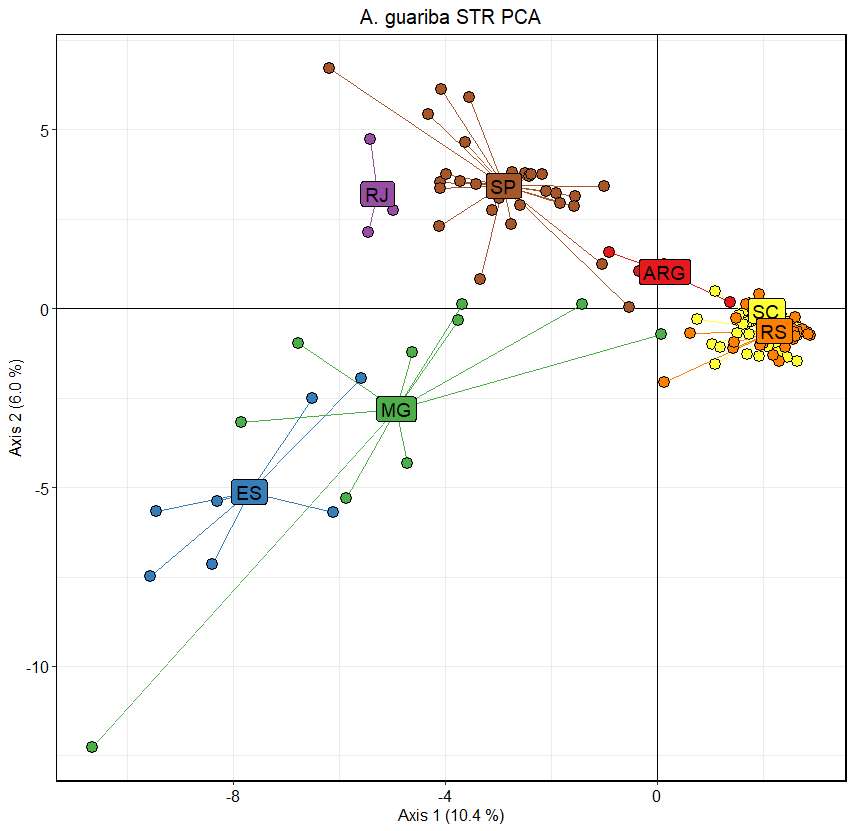 A. guariba STR PCA
5
0
-5
-10
Axis 2 (6.0 %)
SP
RJ
ARG
SC
RS
MG
ES
-8
-4
0
Axis 1 (10.4 %)